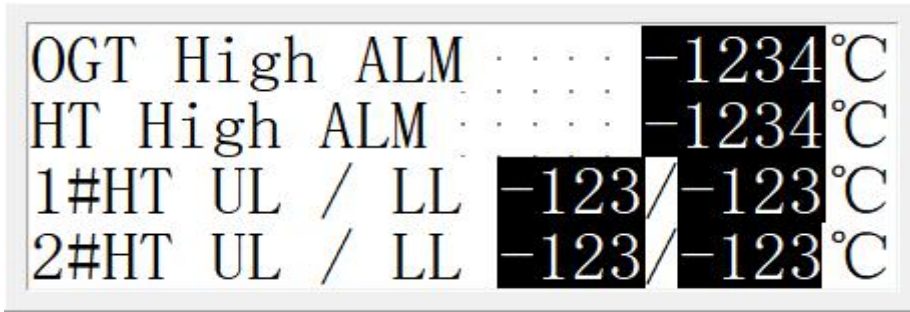 OGT High ALM -1234℃
HT High ALM -1234℃
1#HT UL / LL -123/-123℃
2#HT UL / LL -123/-123℃